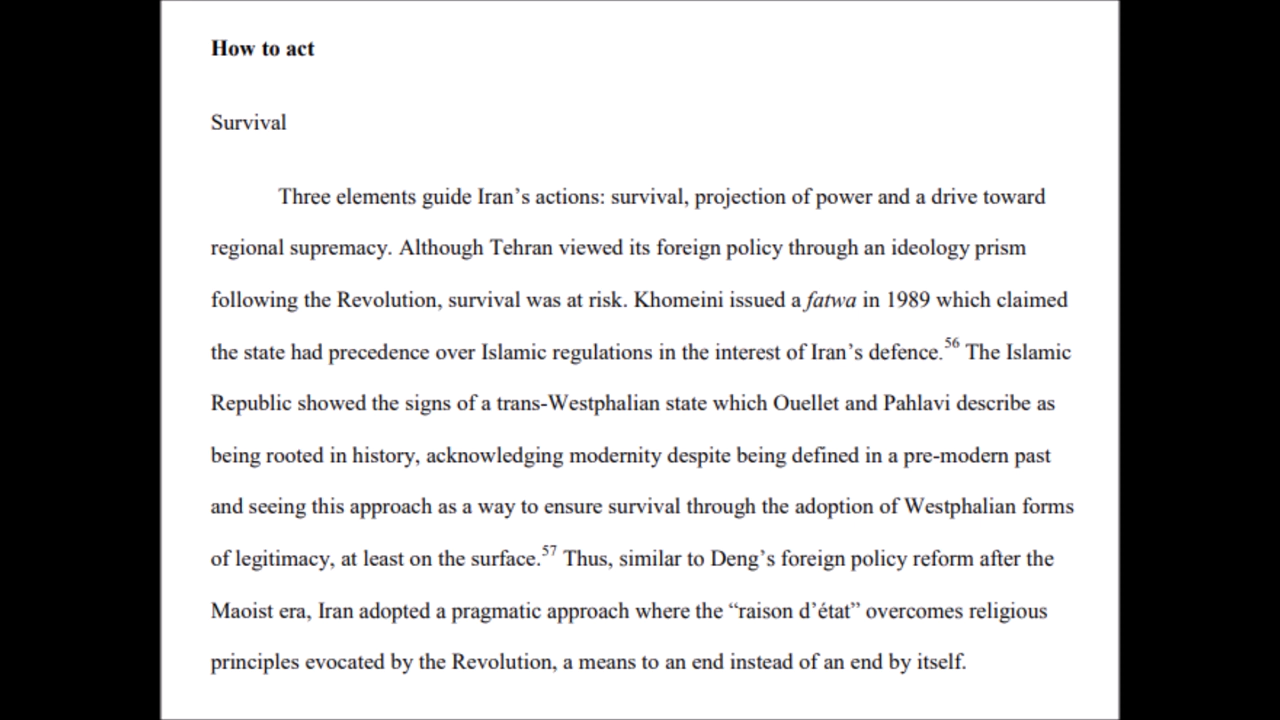 How to act
Survival
Three elements guide Iran’s actions: survival, projection of power and a drive toward
regional supremacy. Although Tehran viewed its foreign policy through an ideology prism
following the Revolution, survival was at risk. Khomeini issued a fatwa in 1989 which claimed
the state had precedence over Islamic regulations in the interest of Iran’s defence.56 The Islamic
Republic showed the signs of a trans-Westphalian state which Ouellet and Pahlavi describe as
being rooted in history, acknowledging modernity despite being defined in a pre-modern past
and seeing this approach as a way to ensure survival through the adoption of Westphalian forms
of legitimacy, at least on the surface.57 Thus, similar to Deng’s foreign policy reform after the
Maoist era, Iran adopted a pragmatic approach where the “raison d’état” overcomes religious
principles evocated by the Revolution, a means to an end instead of an end by itself.